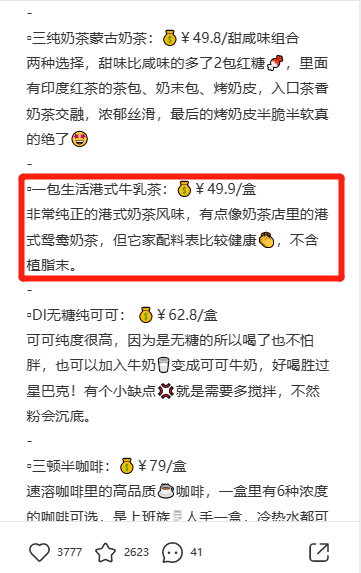 -
▫三纯奶茶蒙古奶茶：💰￥49.8/甜咸味组合
两种选择，甜味比咸味的多了2包红糖📌，里面
有印度红茶的茶包、奶末包、烤奶皮，入口茶香
奶茶交融，浓郁丝滑，最后的烤奶皮半脆半软真
的绝了🤩
-
▫一包生活港式牛乳茶：💰￥49.9/盒
非常纯正的港式奶茶风味，有点像奶茶店里的港
式鸳鸯奶茶，但它家配料表比较健康👏，不含
植脂末。
-
▫DI无糖纯可可：💰￥62.8/盒
可可纯度很高，因为是无糖的所以喝了也不怕
胖，也可以加入牛奶🥛变成可可牛奶，好喝胜过
星巴克！有个小缺点💢就是需要多搅拌，不然
粉会沉底。
-
▫三顿半咖啡：💰￥79/盒
速溶咖啡里的高品质☕咖啡，一盒里有6种浓度
的咖啡可选，是上班族🧾人手一盒，冷热水都可
3777 2623 41